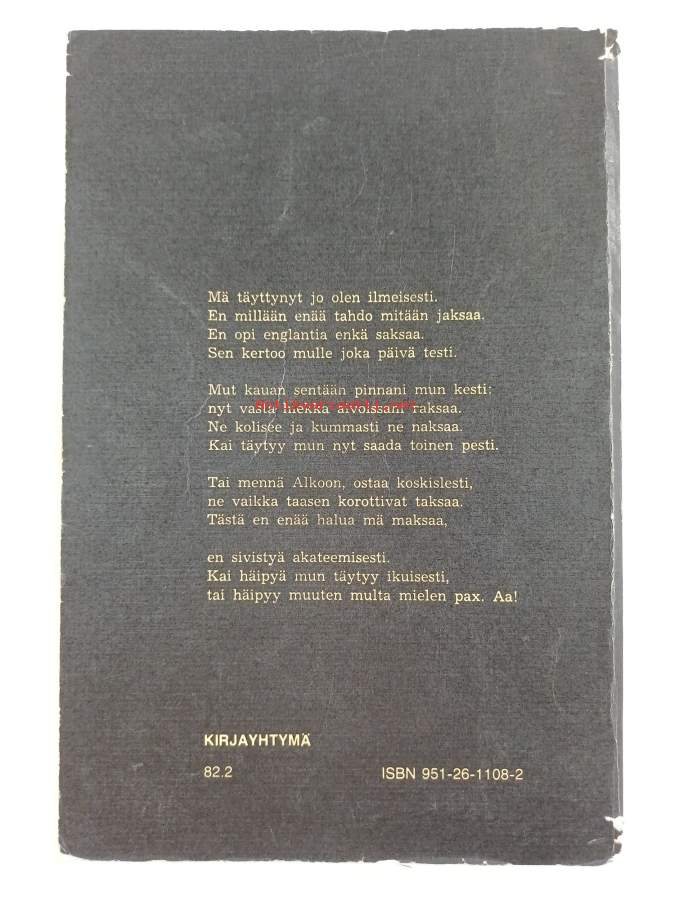 Mä täyttynyt jo olen ilmeisesti.
En millään enää tahdo mitään jaksaa.
En opi englantia enkä saksaa.
Sen kertoo mulle joka päivä testi.
Mut kauan sentään pinnani mun kesti:
nyt vasta hiekka aivoissani raksaa.
Ne kolisee ja kummasti ne naksaa.
Kai täytyy mun nyt saada toinen pesti.
Tai mennä Alkoon, ostaa koskislesti,
ne vaikka taasen korottivat taksaa.
Tästä en enää halua mä maksaa,
en sivistyä akateemisesti.
Kai häipyä mun täytyy ikuisesti,
tai häipyy muuten multa mielen pax. Aa!
KIRJAYHTYMÄ
82.2
ISBN 951-26-1108-2